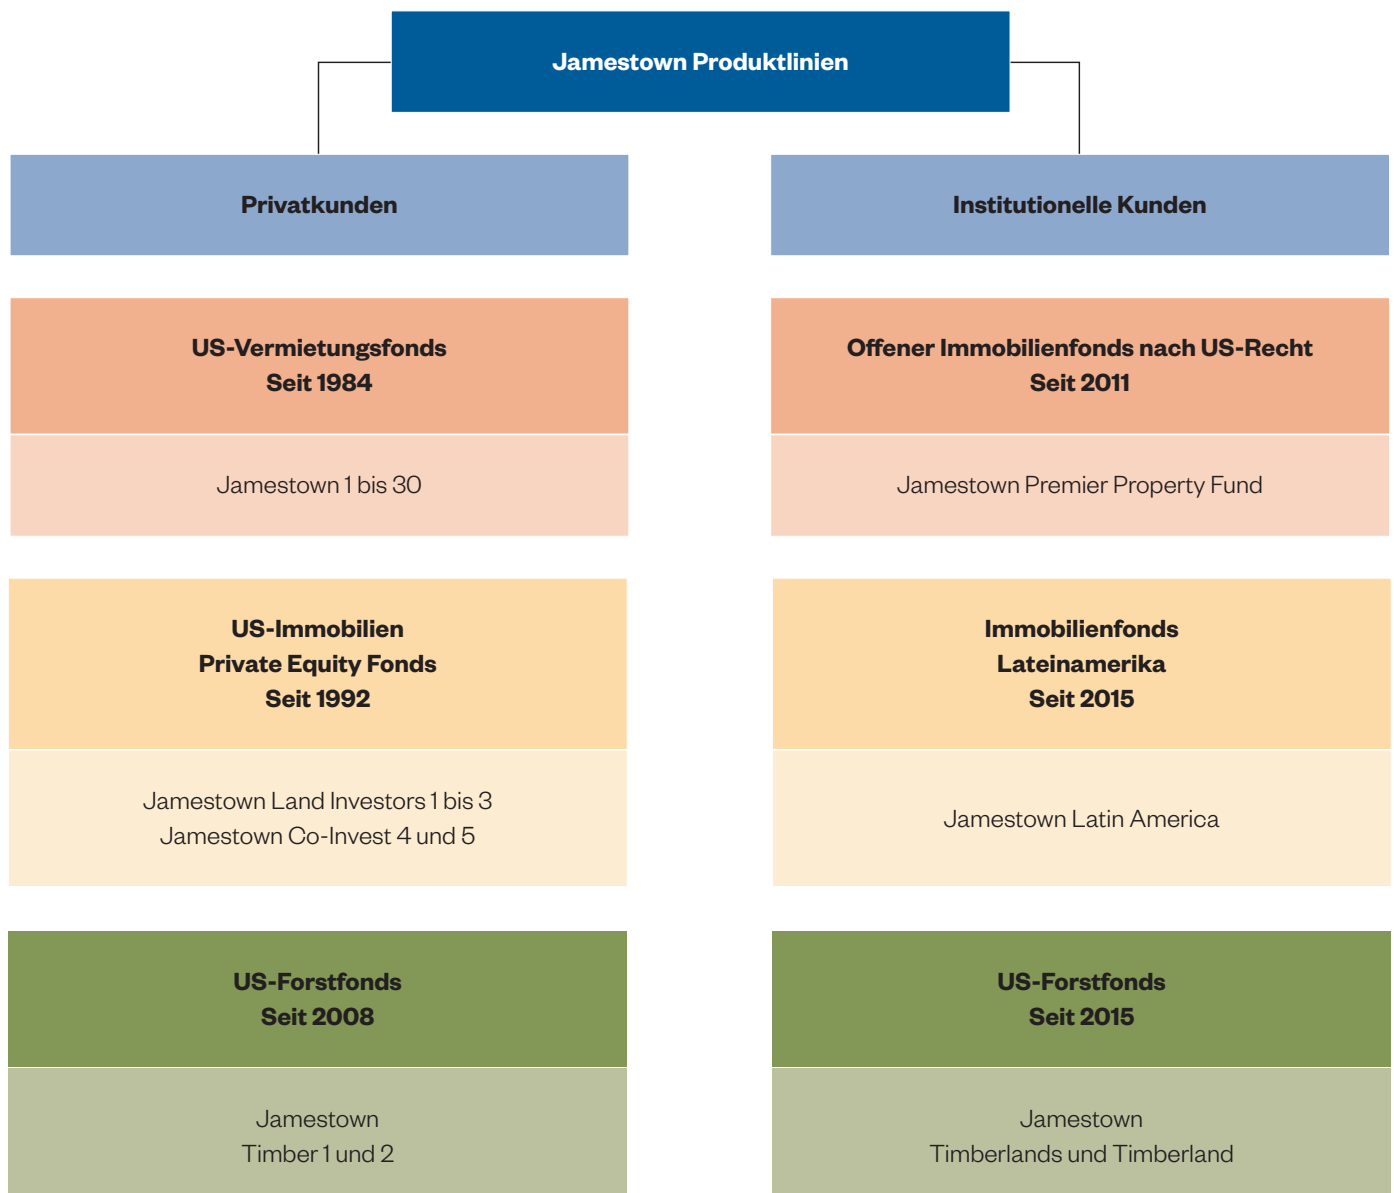 Jamestown Produktlinien
Privatkunden
Institutionelle Kunden
US-Vermietungsfonds
Seit 1984
Offener Immobilienfonds nach US-Recht
Seit 2011
Jamestown 1 bis 30
Jamestown Premier Property Fund
US-Immobilien
Private Equity Fonds
Seit 1992
Immobilienfonds
Lateinamerika
Seit 2015
Jamestown Land Investors 1 bis 3
Jamestown Co-Invest 4 und 5
Jamestown Latin America
US-Forstfonds
Seit 2008
US-Forstfonds
Seit 2015
Jamestown
Timber 1 und 2
Jamestown
Timberlands und Timberland